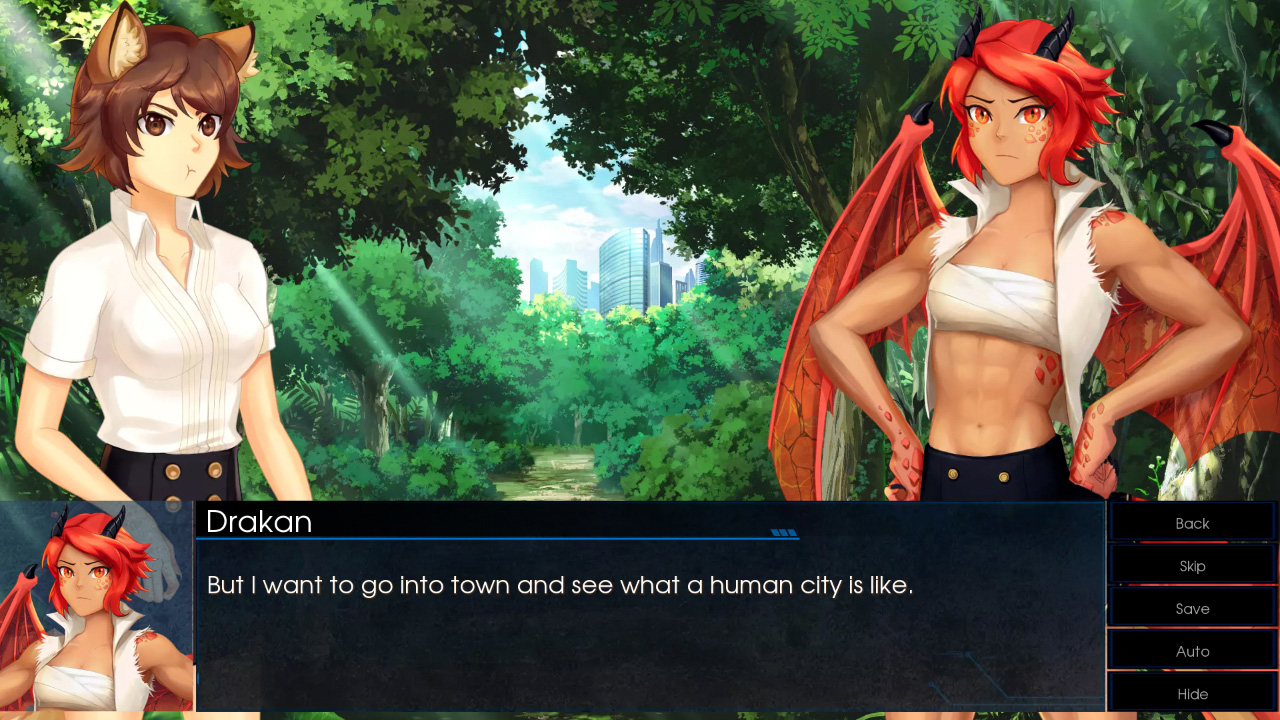 Drakan
But I want to go into town and see what a human city is like.
Back
Skip
Save
Auto
Hide